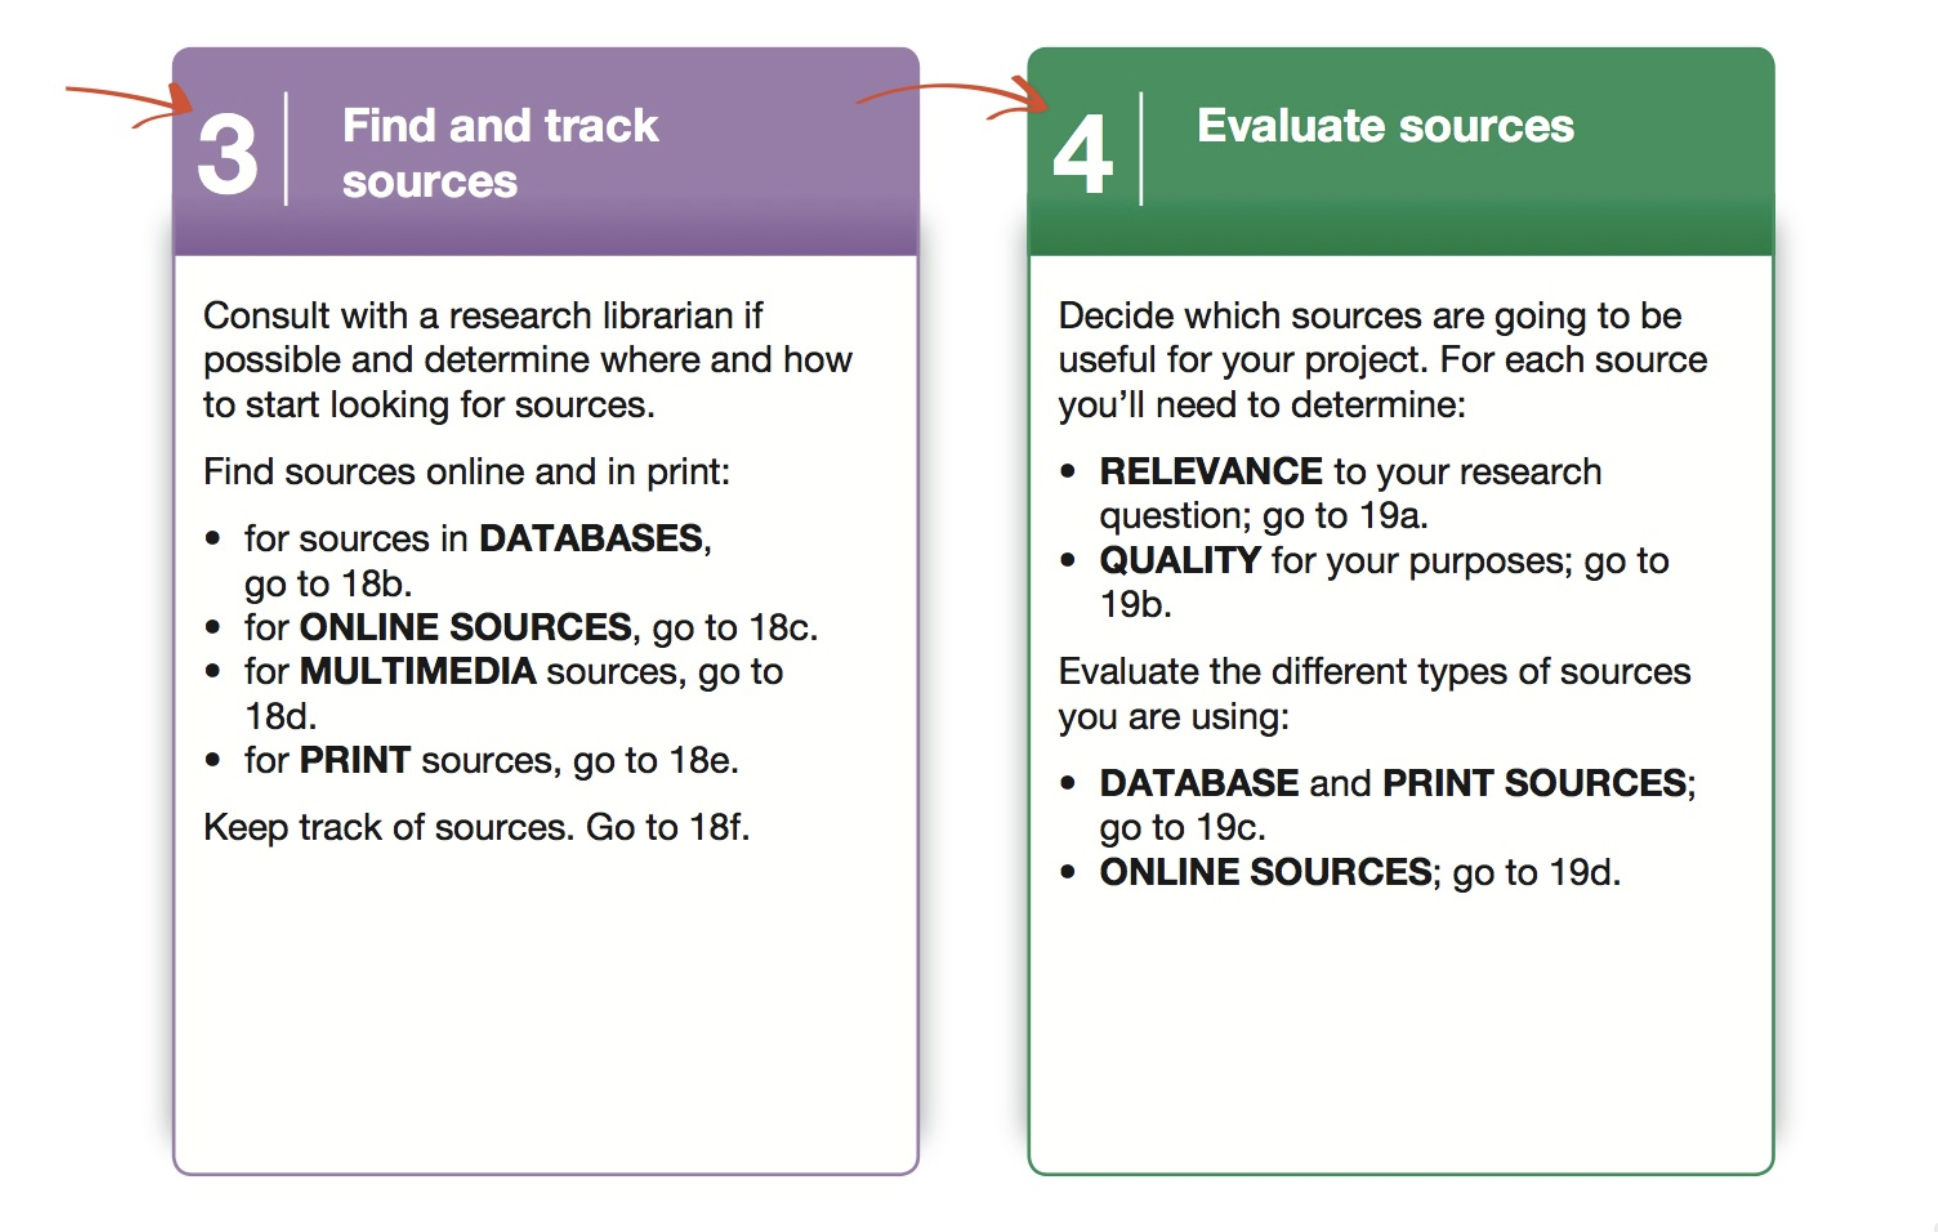 3
Find and track
sources
Consult with a research librarian if
possible and determine where and how
to start looking for sources.
Find sources online and in print:
• for sources in DATABASES,
go to 18b.
• for ONLINE SOURCES, go to 18c.
• for MULTIMEDIA sources, go to
18d.
• for PRINT sources, go to 18e.
Keep track of sources. Go to 18f.
4
Evaluate sources
Decide which sources are going to be
useful for your project. For each source
you’ll need to determine:
• RELEVANCE to your research
question; go to 19a.
• QUALITY for your purposes; go to
19b.
Evaluate the different types of sources
you are using:
• DATABASE and PRINT SOURCES;
go to 19c.
• ONLINE SOURCES; go to 19d.